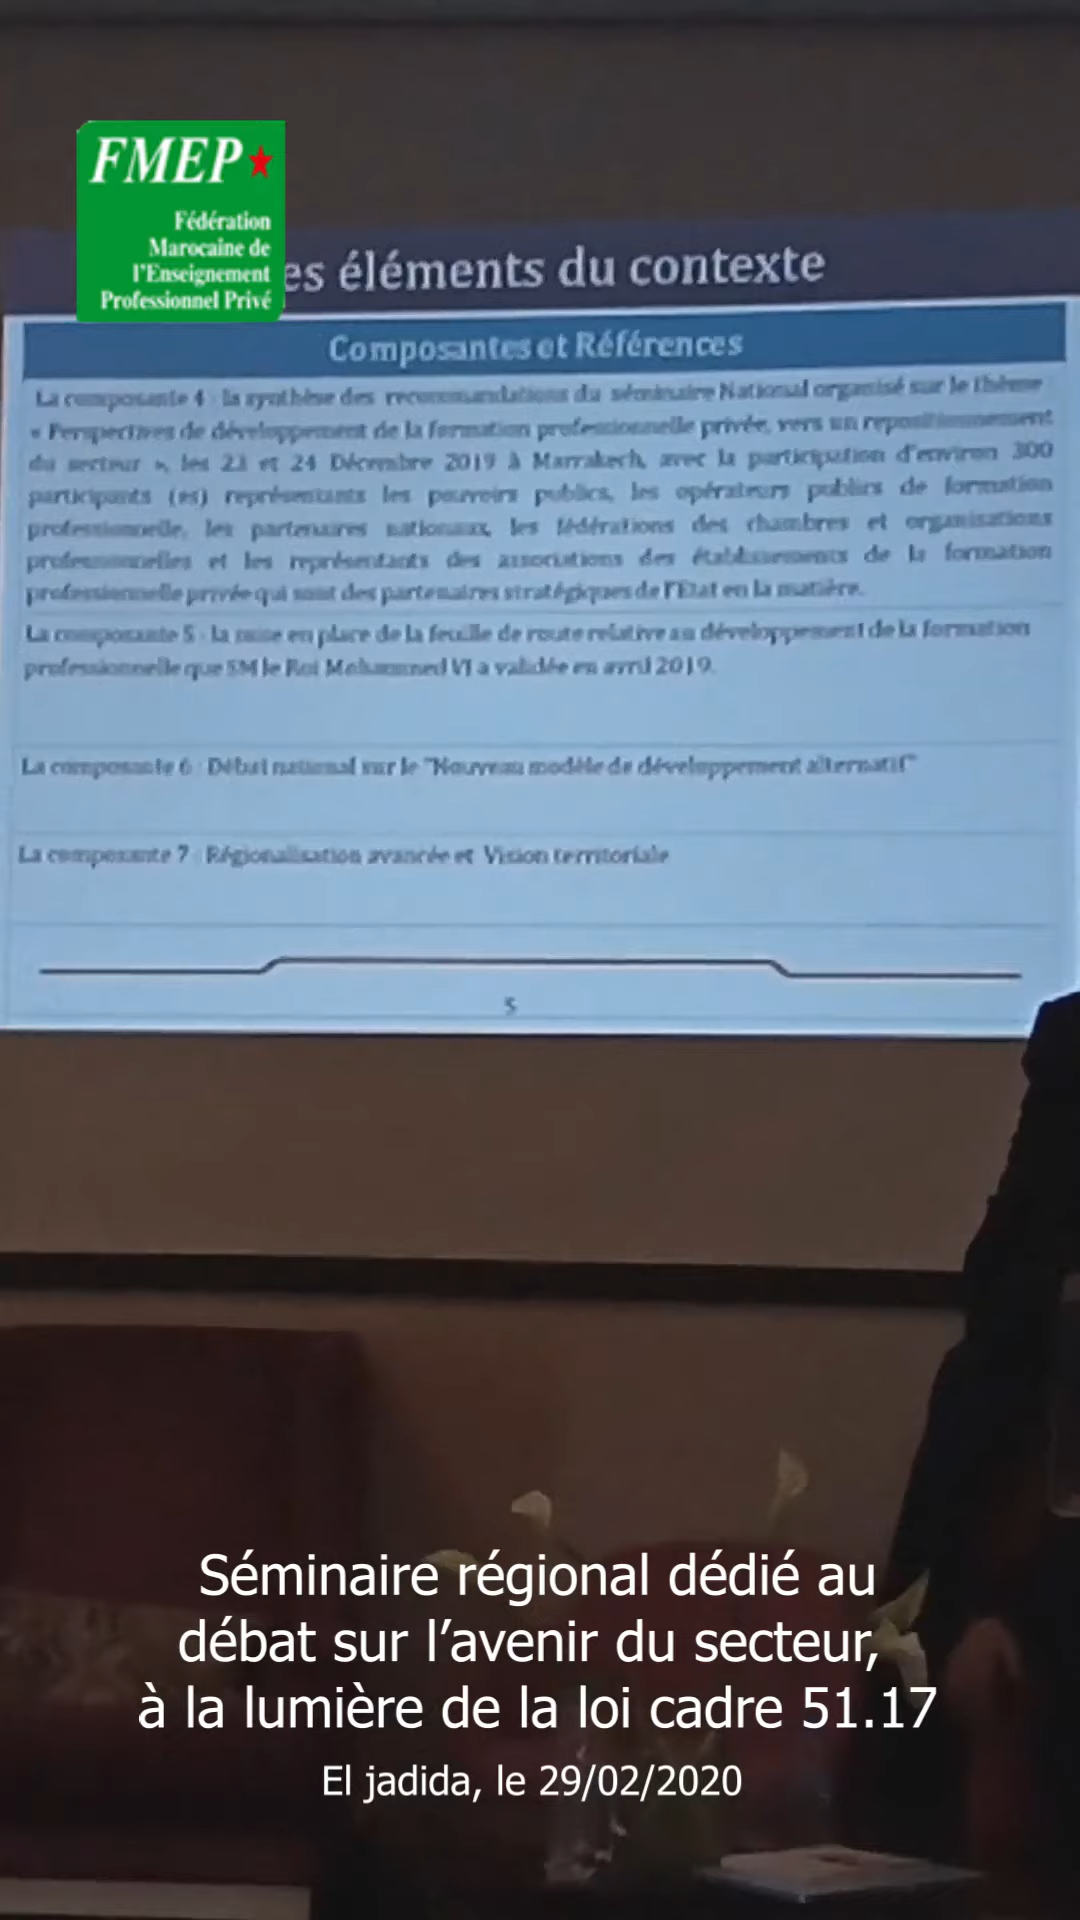 FMEP
Fédération
Marocaine de
l'Enseignement
Professionnel Privé
es éléments du contexte
Composantes et Références
La composante 4 : la synthèse des recommandations du séminaire National organisé sur le thème
« Perspectives de développement de la formation professionnelle privée, vers un repositionnement
du secteur », les 23 et 24 Décembre 2019 à Marrakech, avec la participation d'environ 300
participants (es) représentants les pouvoirs publics, les opérateurs publics de formation
professionnelle, les partenaires nationaux, les fédérations des chambres et organisations
professionnelles et les représentants des associations des établissements de la formation
professionnelle privée qui sont des partenaires stratégiques de l'Etat en la matière.
La composante 5 : la mise en place de la feuille de route relative au développement de la formation
professionnelle que SM le Roi Mohammed VI a validée en avril 2019.
La composante 6 : Débat national sur le "Nouveau modèle de développement alternatif"
La composante 7 : Régionalisation avancée et Vision territoriale
5
Séminaire régional dédié au
débat sur l'avenir du secteur,
à la lumière de la loi cadre 51.17
El jadida, le 29/02/2020